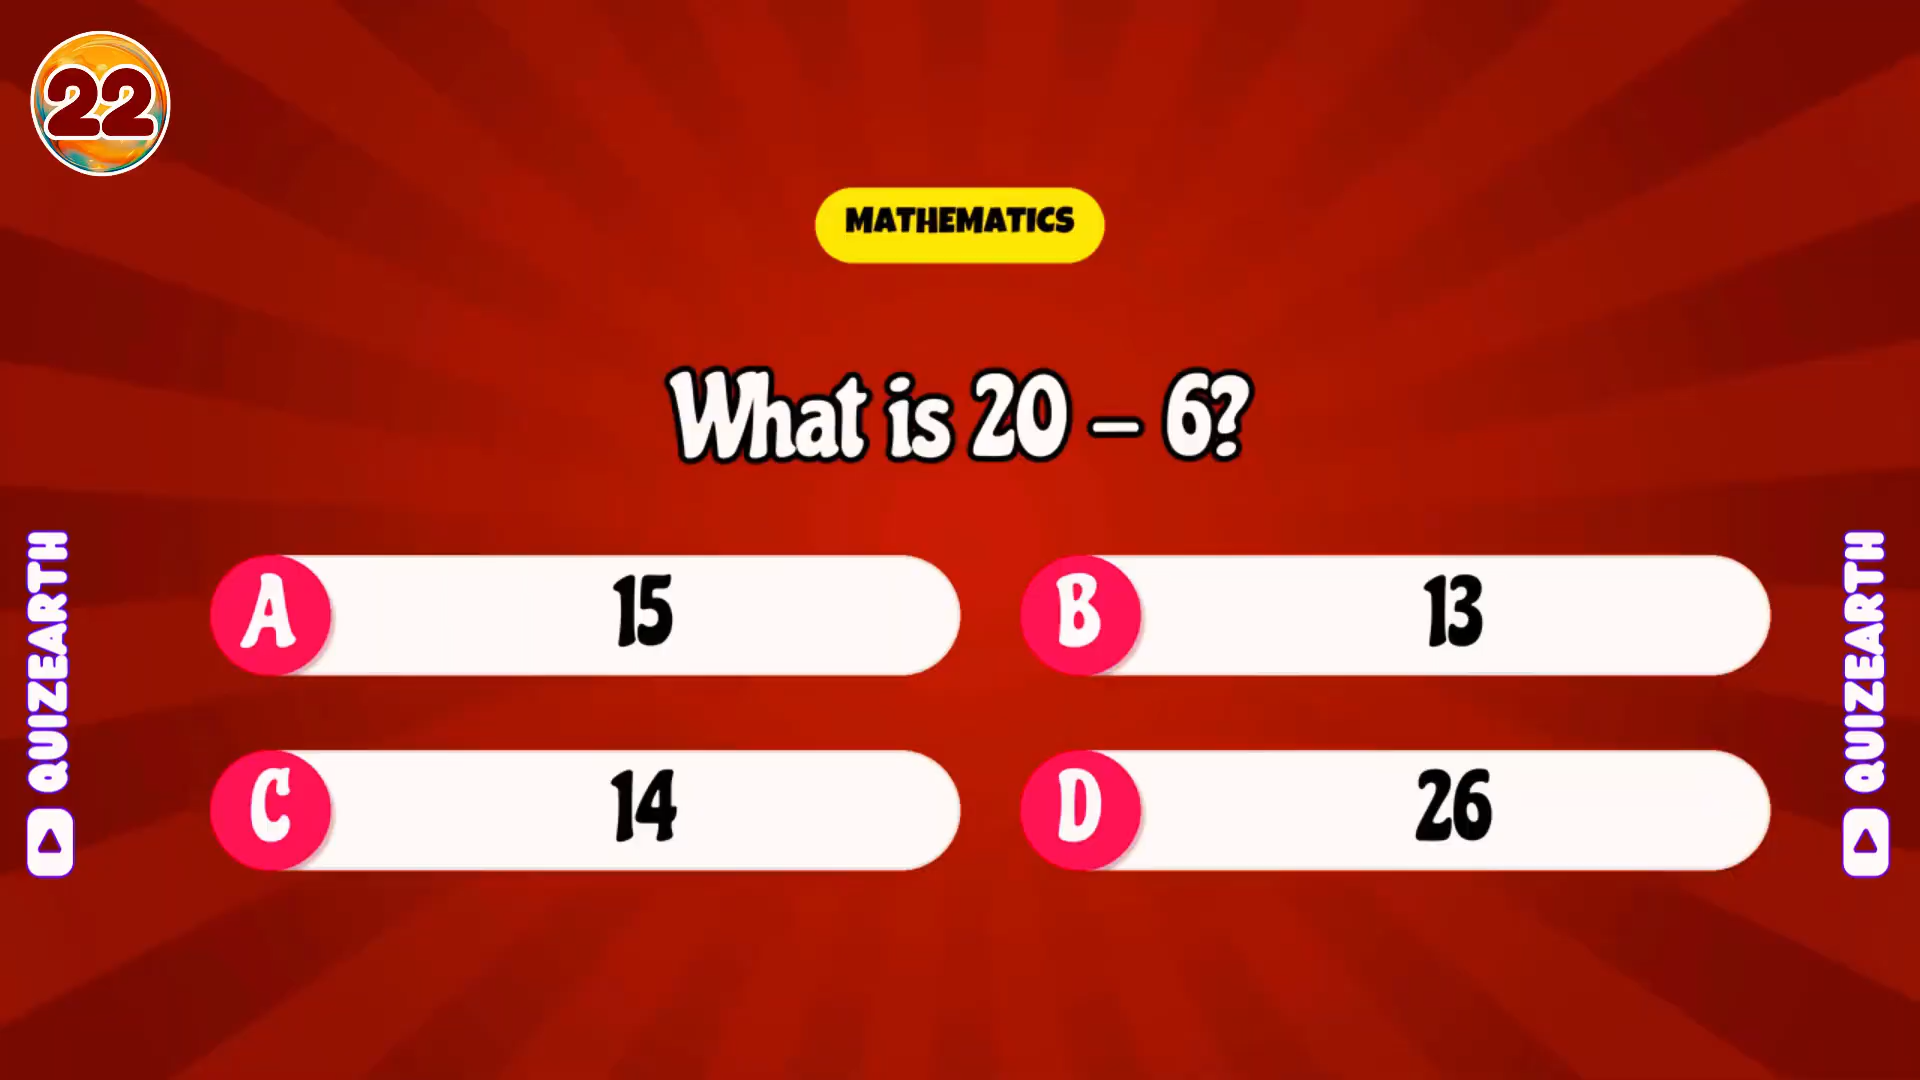 22
MATHEMATICS
What is 20 – 6?
A 15
B 13
C 14
D 26
QUIZEARTH
QUIZEARTH